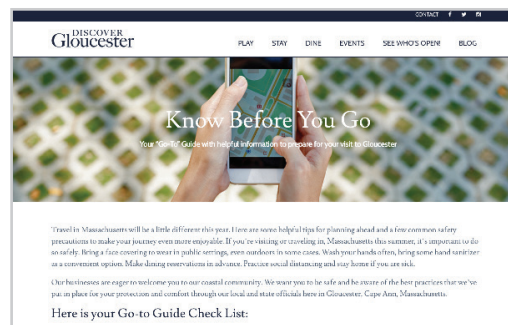 CONTACT
DISCOVER
Gloucester
PLAY STAY DINE EVENTS SEE WHO'S OPEN! BLOG
Know Before You Go
Your "Go-To" Guide with helpful information to prepare for your visit to Gloucester
Travel in Massachusetts will be a little different this year. Here are some helpful tips for planning ahead and a few common safety
precautions to make your journey even more enjoyable. If you're visiting or traveling in, Massachusetts this summer, it's important to do
so safely. Bring a face covering to wear in public settings, even outdoors in some cases. Wash your hands often, bring some hand sanitizer
as a convenient option. Make dining reservations in advance. Practice social distancing and stay home if you are sick.
Our businesses are eager to welcome you to our coastal community. We want you to be safe and be aware of the best practices that we've
put in place for your protection and comfort through our local and state officials here in Gloucester. Cape Ann, Massachusetts.
Here is your Go-to Guide Check List: